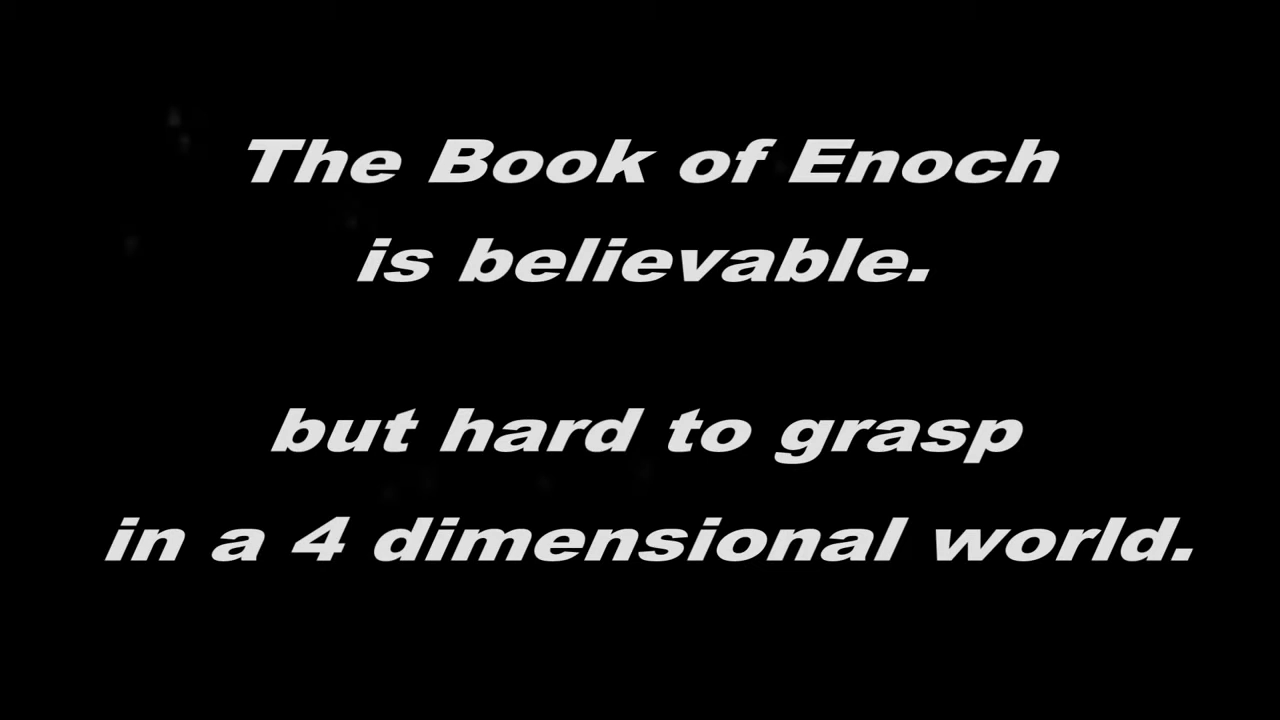 The Book of Enoch
is believable.
but hard to grasp
in a 4 dimensional world.